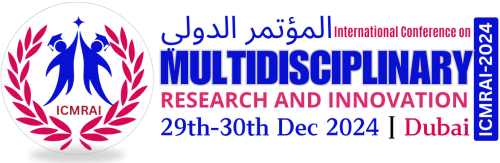 ICMRAI
المؤتمر الدولي
International Conference on
MULTIDISCIPLINARY
RESEARCH AND INNOVATION
29th-30th Dec 2024 | Dubai
ICMRAI-2024